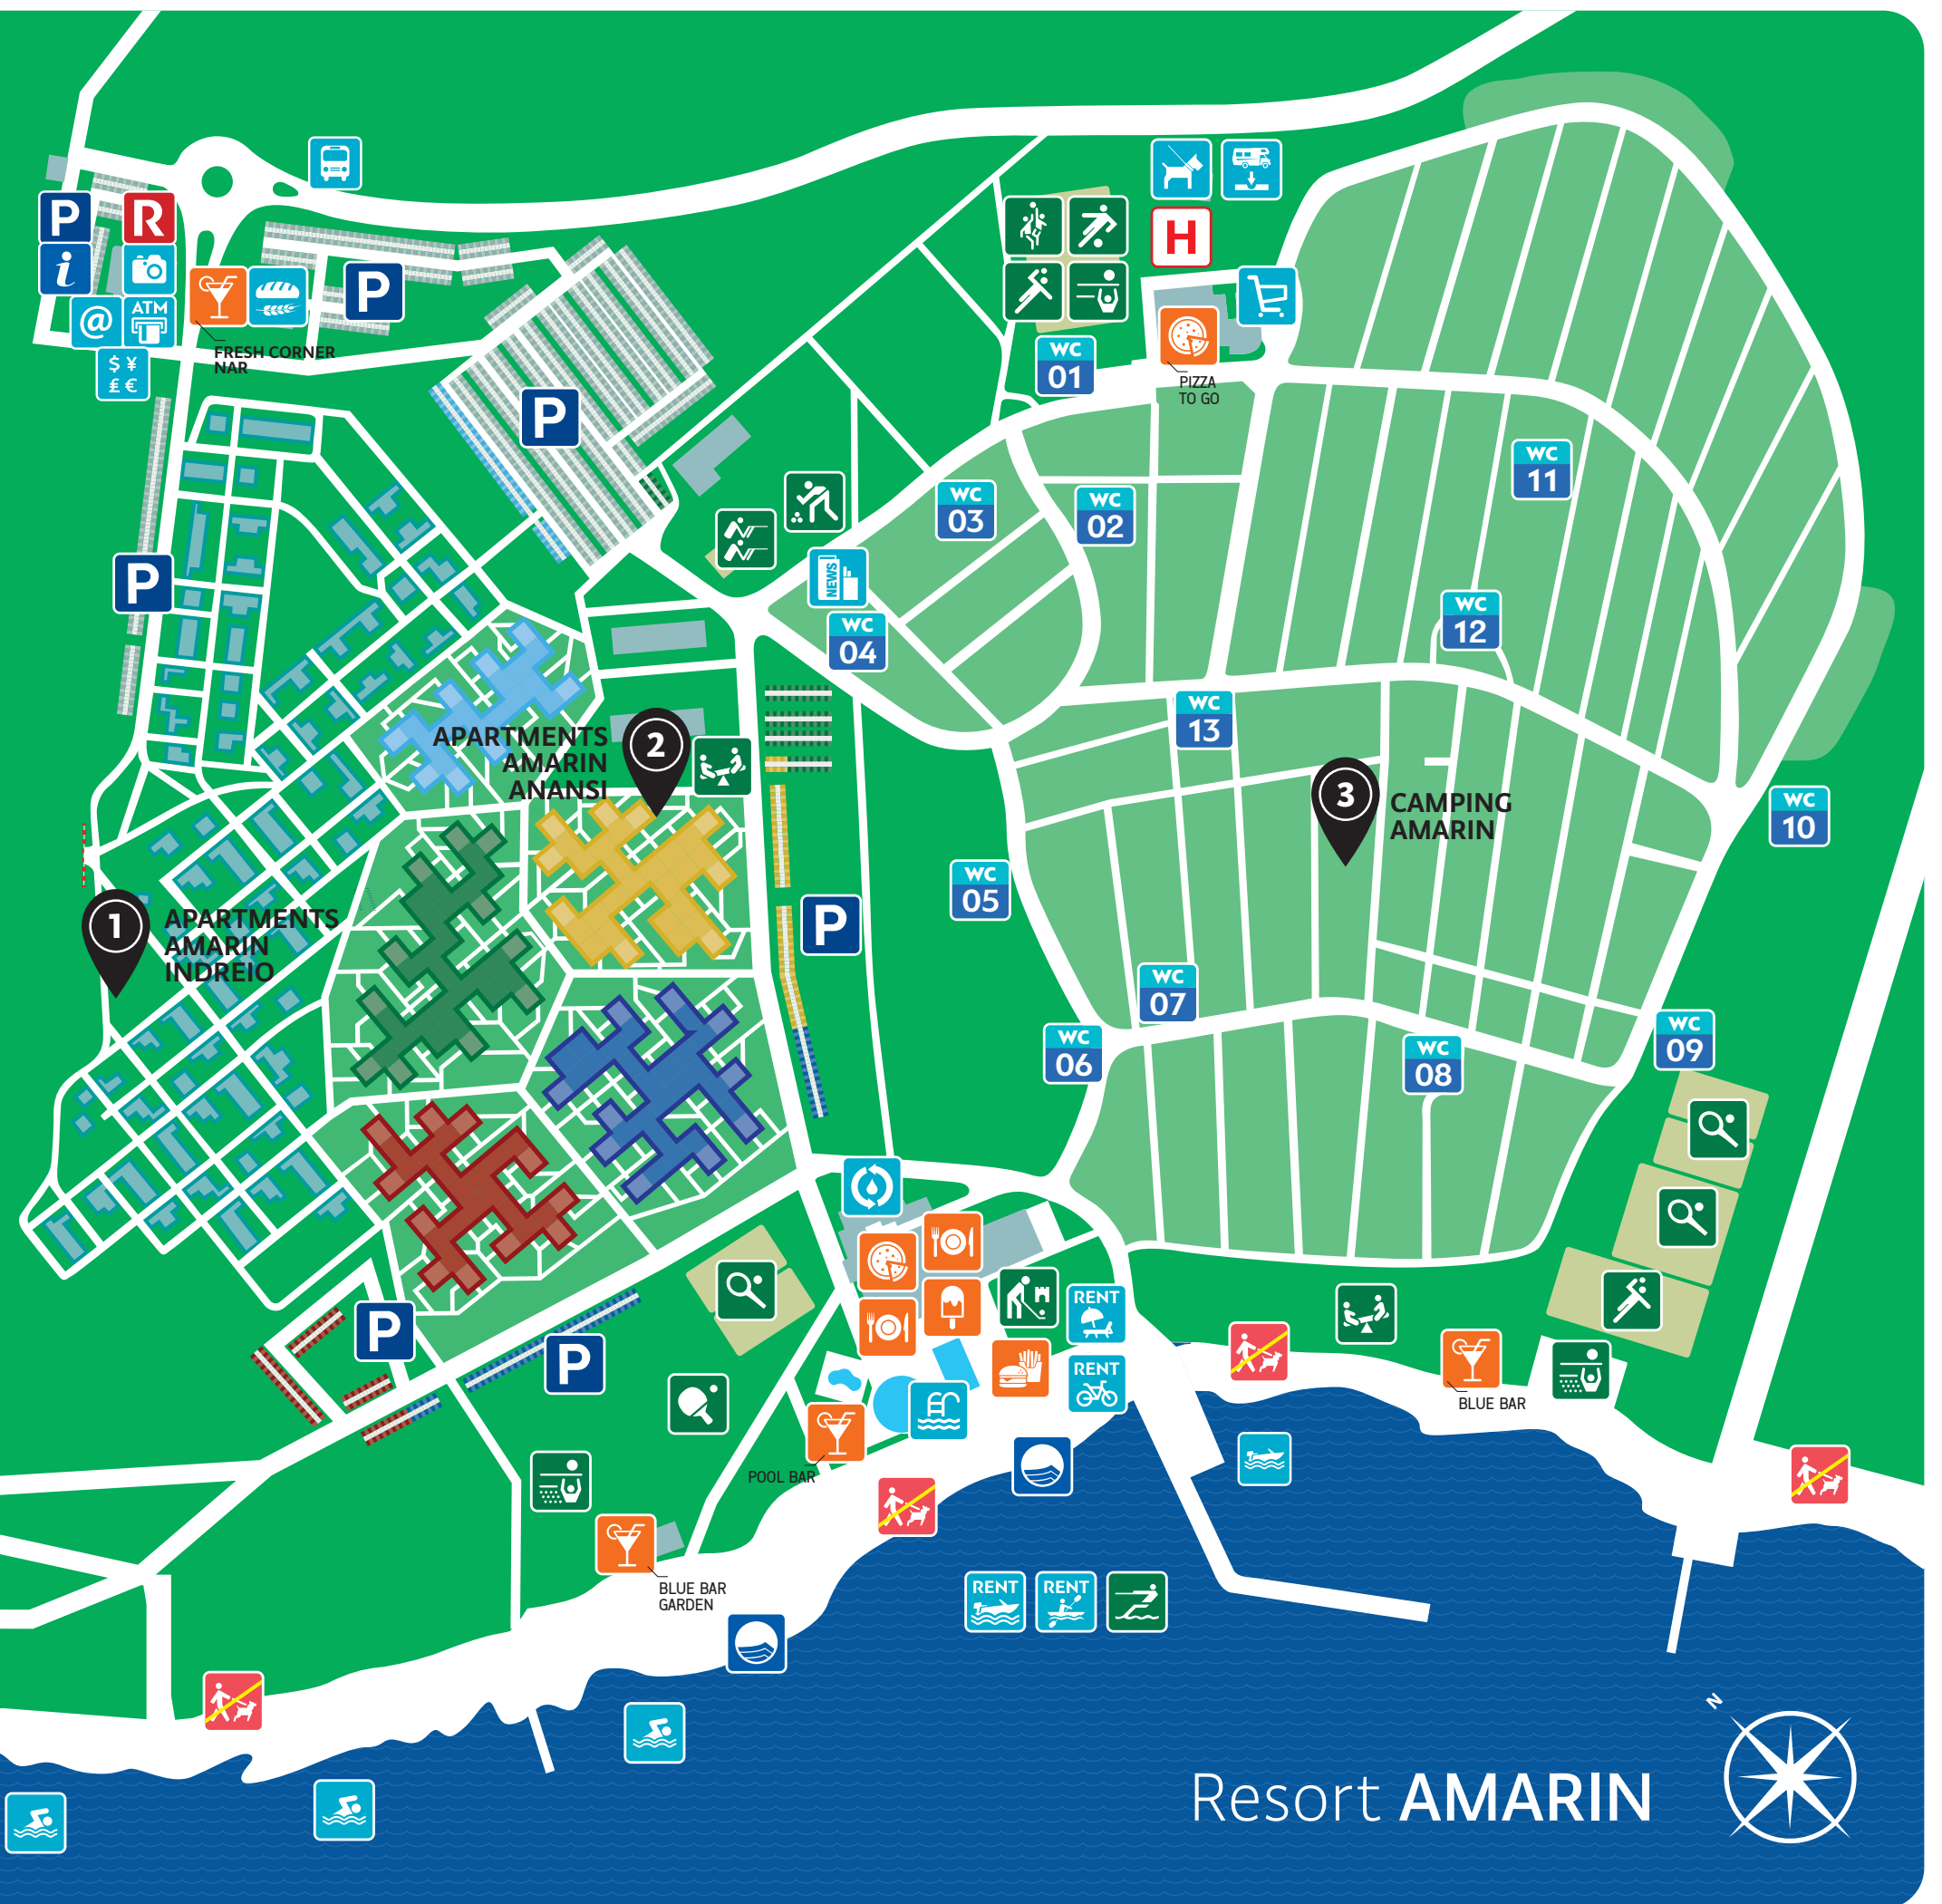 P
R
i
@
ATM
$ ¥
£ €
FRESH CORNER
NAR
P
P
P
H
PIZZA
TO GO
WC
01
WC
02
WC
03
NEWS
WC
04
WC
11
WC
12
WC
13
2
APARTMENTS
AMARIN
ANANSI
3
CAMPING
AMARIN
WC
10
1
APARTMENTS
AMARIN
INDREIO
P
WC
05
WC
07
WC
06
WC
08
WC
09
P
P
RENT
RENT
POOL BAR
BLUE BAR
BLUE BAR
GARDEN
RENT
RENT
N
Resort AMARIN